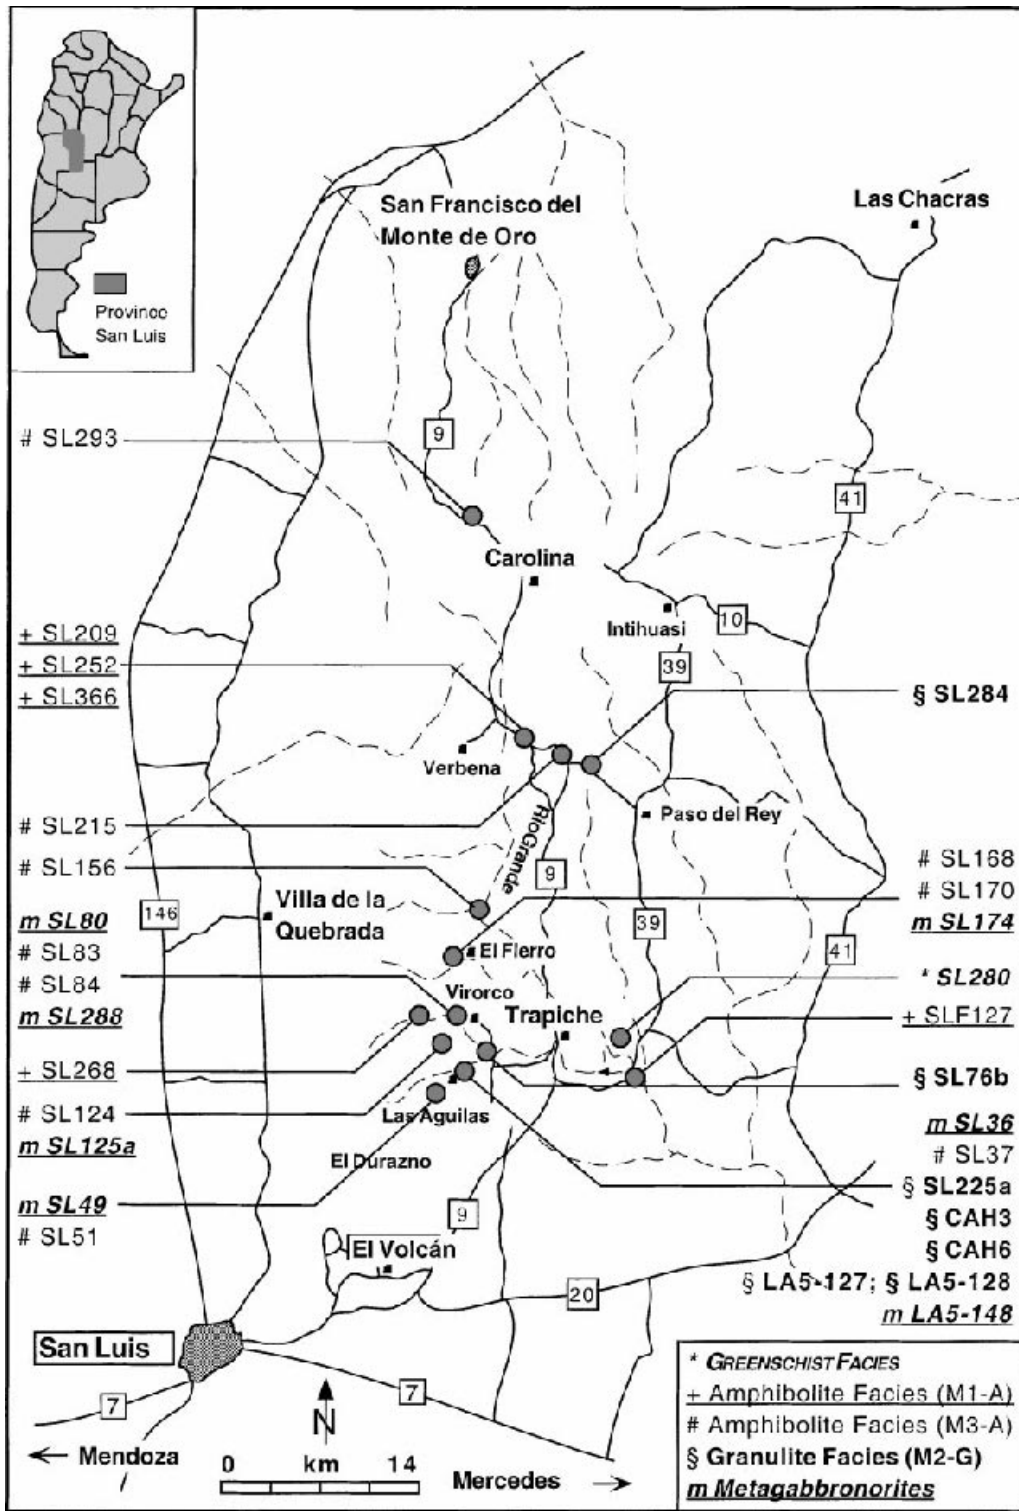 Province
San Luis
San Francisco del
Monte de Oro
Las Chacras
# SL293
9
41
Carolina
Intihuasi
10
39
+ SL209
+ SL252
+ SL366
§ SL284
Verbena
Paso del Rey
# SL215
Rio Grande
# SL156
9
# SL168
# SL170
m SL174
Villa de la
Quebrada
146
39
41
m SL80
# SL83
# SL84
m SL288
El Fierro
Virorco
Trapiche
* SL280
+ SLF127
+ SL268
§ SL76b
# SL124
m SL125a
Las Aguilas
m SL36
# SL37
El Durazno
§ SL225a
m SL49
# SL51
9
§ CAH3
§ CAH6
El Volcán
§ LA5-127; § LA5-128
m LA5-148
20
San Luis
7
7
N
Mendoza
0 km 14
Mercedes
* GREENSCHIST FACIES
+ Amphibolite Facies (M1-A)
# Amphibolite Facies (M3-A)
§ Granulite Facies (M2-G)
m Metagabbronorites